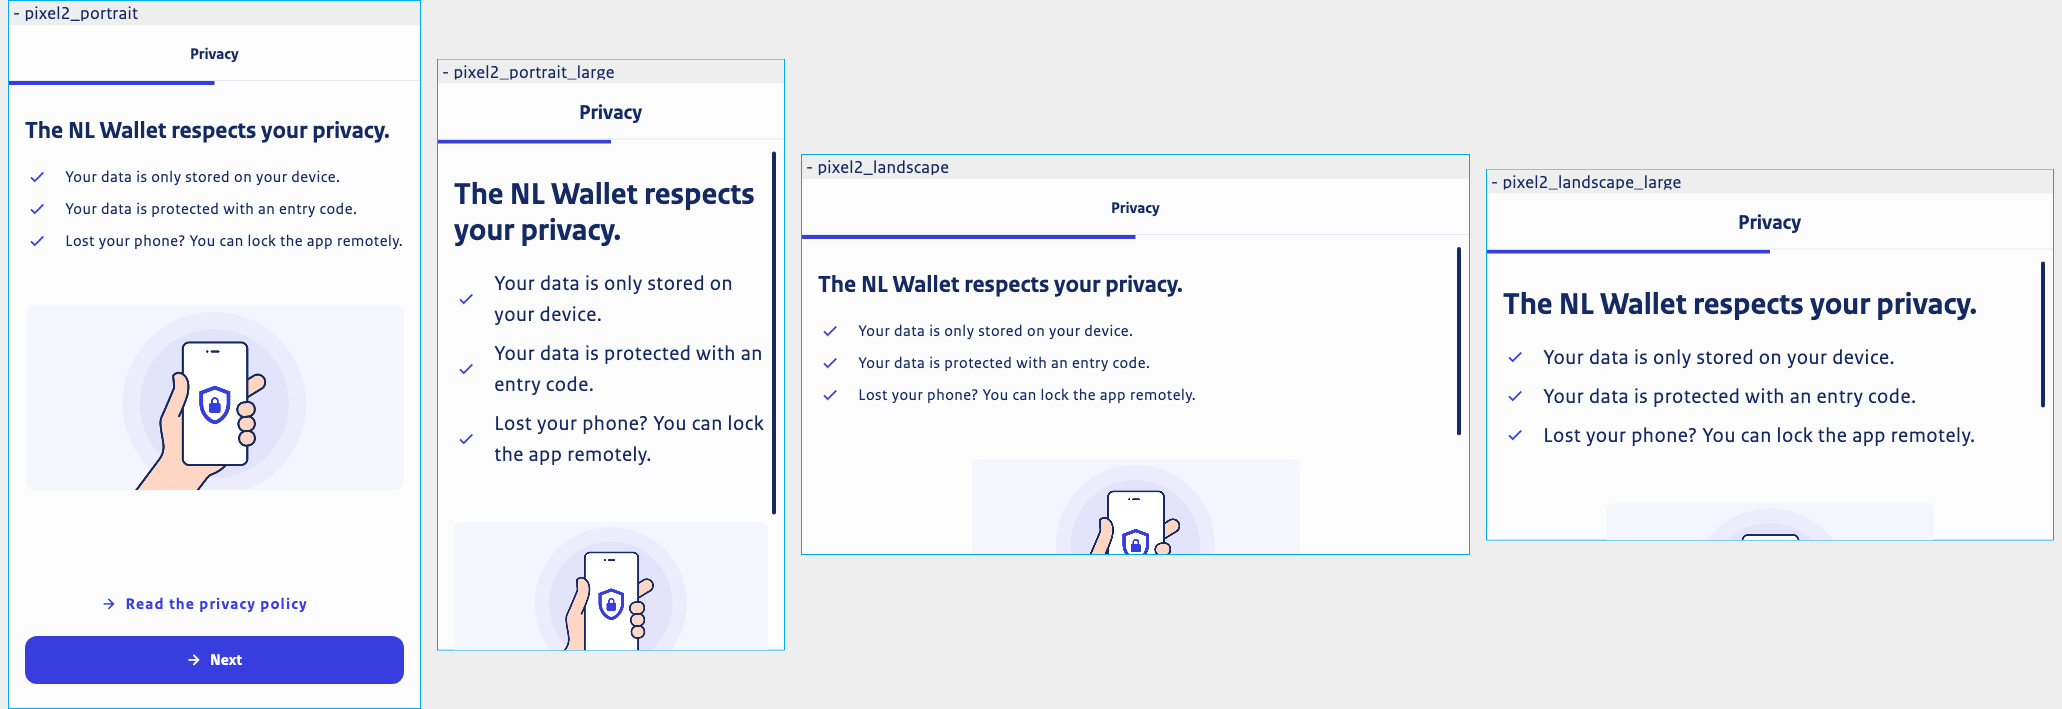 - pixel2_portrait
Privacy
The NL Wallet respects your privacy.
Your data is only stored on your device.
Your data is protected with an entry code.
Lost your phone? You can lock the app remotely.
Read the privacy policy
Next
- pixel2_portrait_large
Privacy
The NL Wallet respects
your privacy.
Your data is only stored on
your device.
Your data is protected with an
entry code.
Lost your phone? You can lock
the app remotely.
- pixel2_landscape
Privacy
The NL Wallet respects your privacy.
Your data is only stored on your device.
Your data is protected with an entry code.
Lost your phone? You can lock the app remotely.
- pixel2_landscape_large
Privacy
The NL Wallet respects your privacy.
Your data is only stored on your device.
Your data is protected with an entry code.
Lost your phone? You can lock the app remotely.